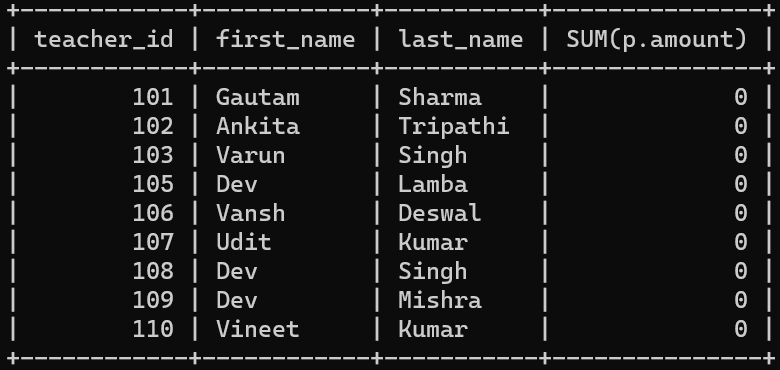 +------------+------------+-----------+---------------+
| teacher_id | first_name | last_name | SUM(p.amount) |
+------------+------------+-----------+---------------+
|        101 | Gautam     | Sharma    |             0 |
|        102 | Ankita     | Tripathi  |             0 |
|        103 | Varun      | Singh     |             0 |
|        105 | Dev        | Lamba     |             0 |
|        106 | Vansh      | Deswal    |             0 |
|        107 | Udit       | Kumar     |             0 |
|        108 | Dev        | Singh     |             0 |
|        109 | Dev        | Mishra    |             0 |
|        110 | Vineet     | Kumar     |             0 |
+------------+------------+-----------+---------------+